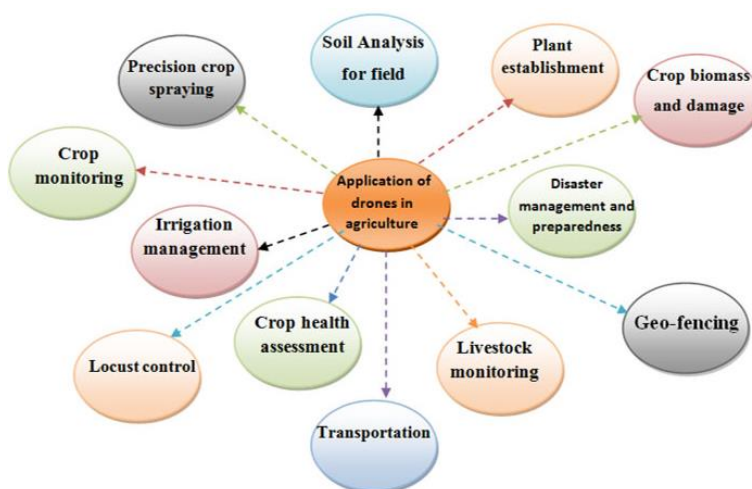 Soil Analysis
for field
Plant
establishment
Precision crop
spraying
Crop biomass
and damage
Crop
monitoring
Application of
drones in
agriculture
Disaster
management and
preparedness
Irrigation
management
Geo-fencing
Crop health
assessment
Livestock
monitoring
Locust control
Transportation